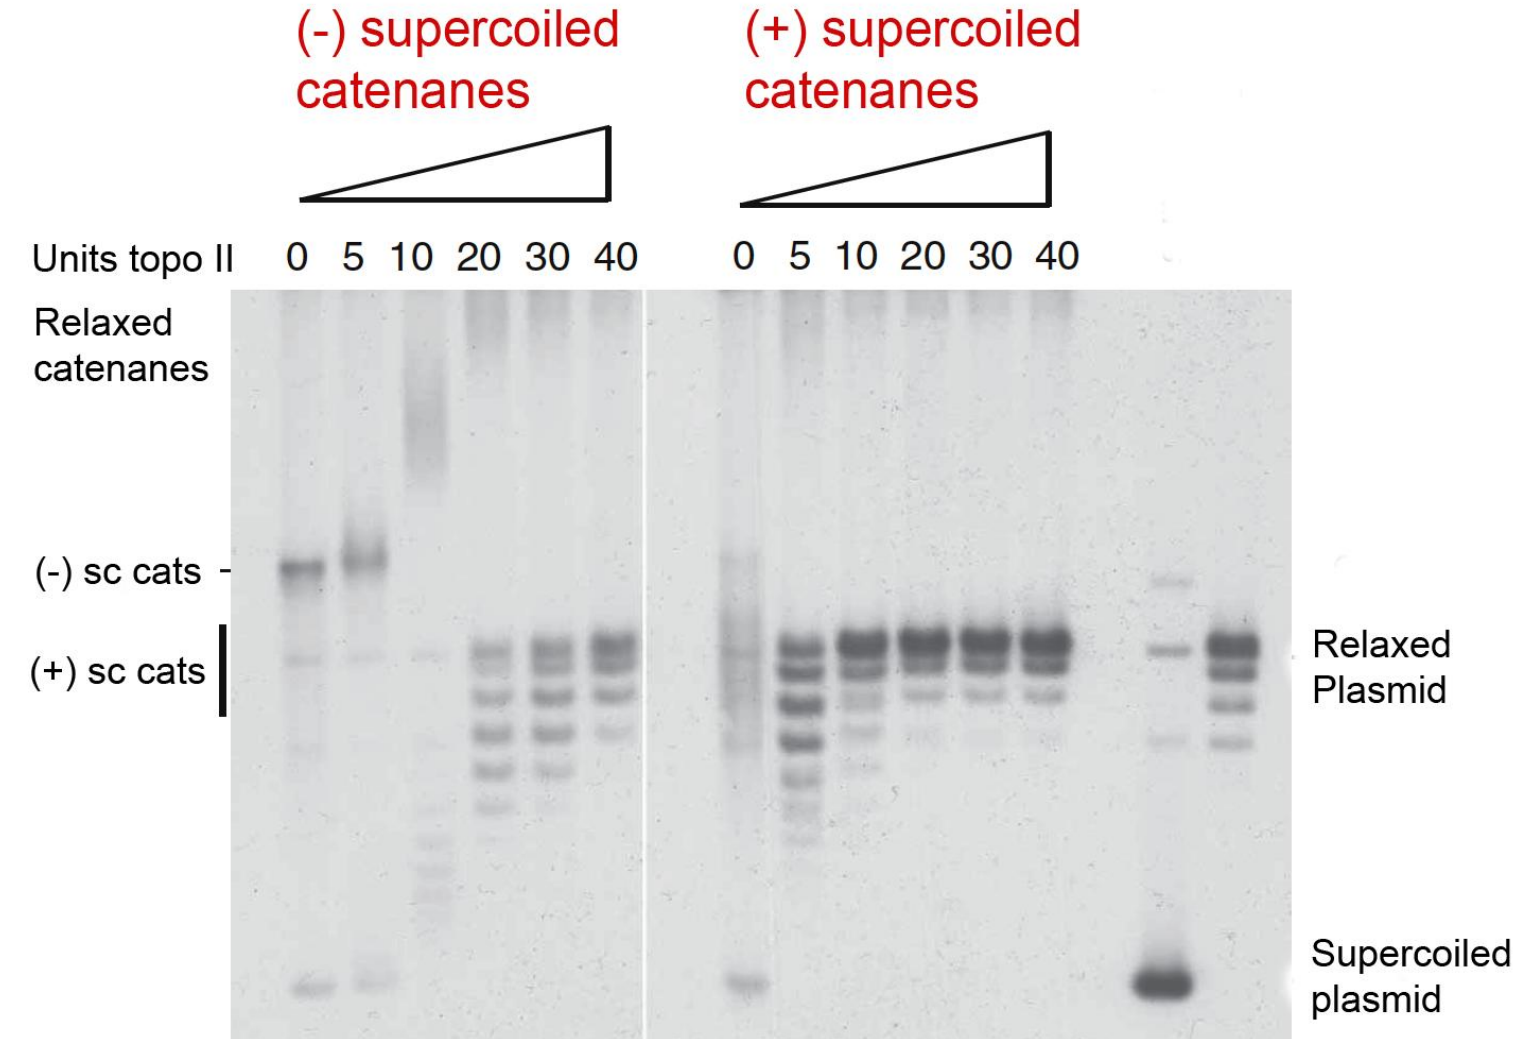 (-) supercoiled
catenanes
(+) supercoiled
catenanes
Units topo II 0 5 10 20 30 40 0 5 10 20 30 40
Relaxed
catenanes
(-) sc cats -
(+) sc cats
Relaxed
Plasmid
Supercoiled
plasmid